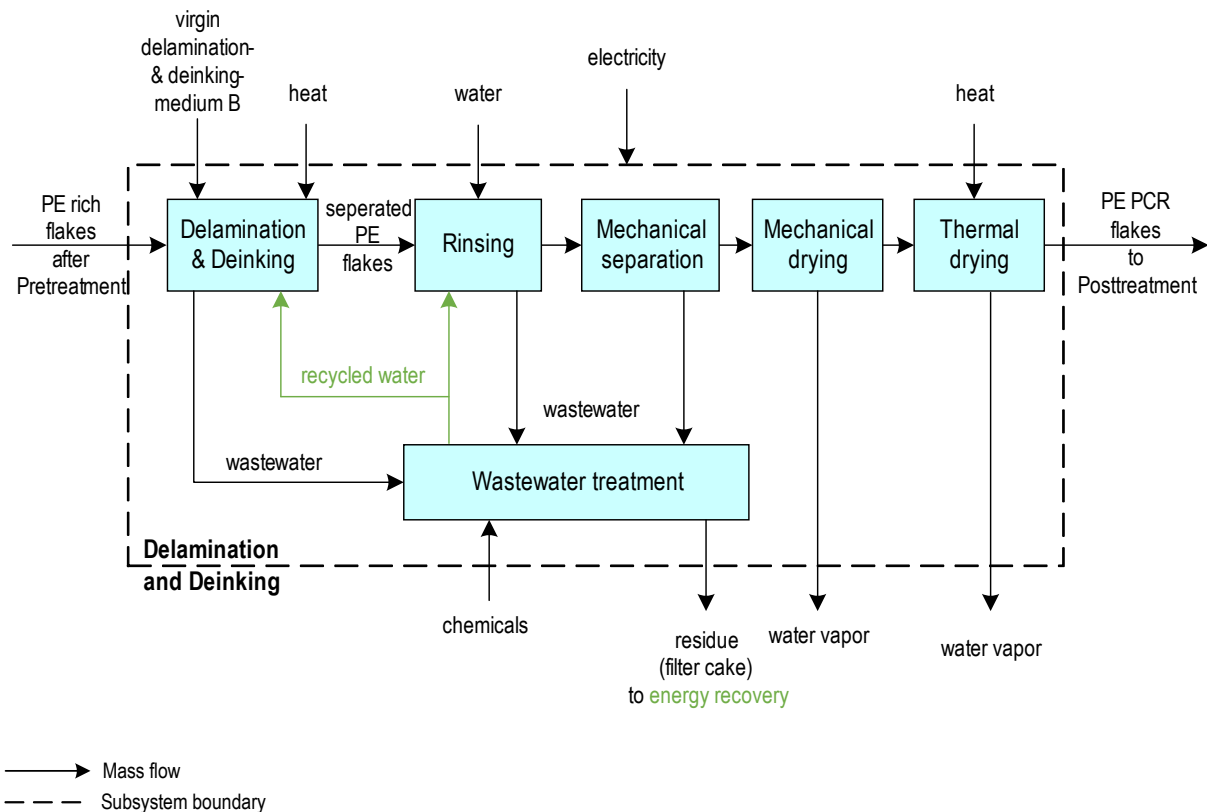 virgin
delamination-
& deinking-
medium B
heat
water
electricity
heat
PE rich
flakes
after
Pretreatment
Delamination
& Deinking
seperated
PE
flakes
Rinsing
Mechanical
separation
Mechanical
drying
Thermal
drying
PE PCR
flakes
to
Posttreatment
recycled water
wastewater
wastewater
Wastewater treatment
Delamination
and Deinking
chemicals
residue
(filter cake)
to energy recovery
water vapor
water vapor
Mass flow
Subsystem boundary